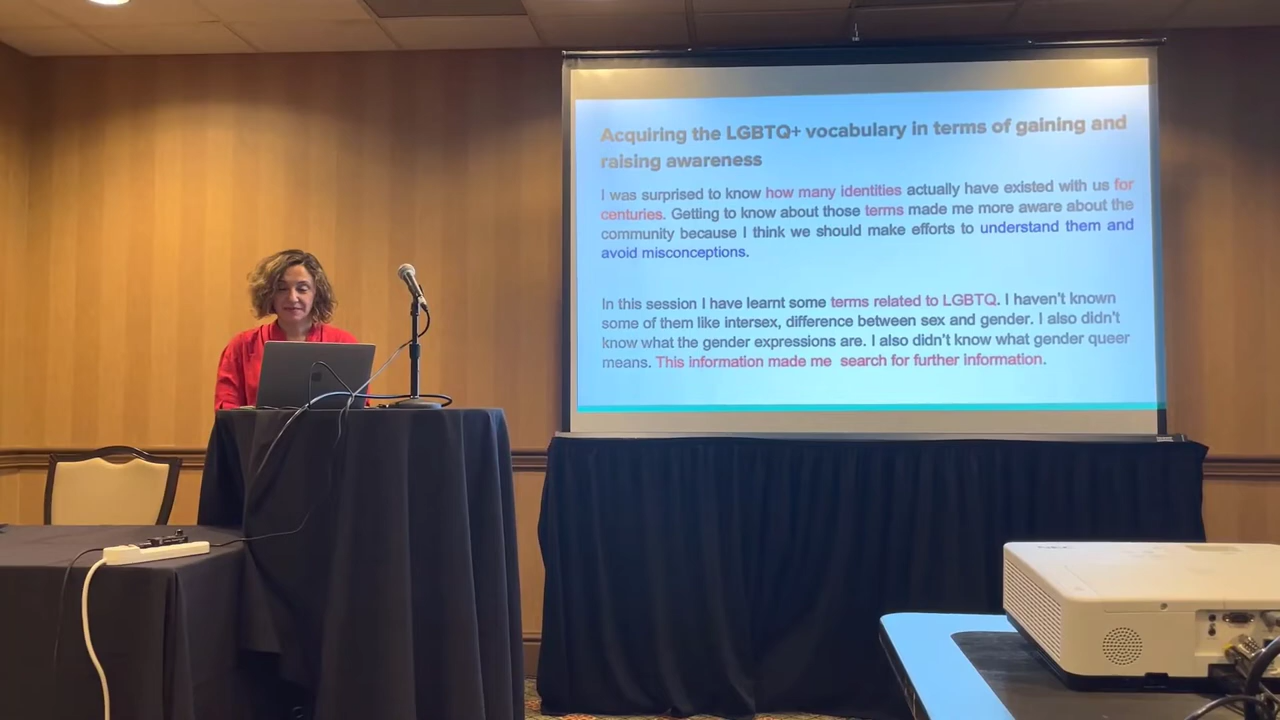 Acquiring the LGBTQ+ vocabulary in terms of gaining and
raising awareness
I was surprised to know how many identities actually have existed with us for
centuries. Getting to know about those terms made me more aware about the
community because I think we should make efforts to understand them and
avoid misconceptions.
In this session I have learnt some terms related to LGBTQ. I haven't known
some of them like intersex, difference between sex and gender. I also didn't
know what the gender expressions are. I also didn't know what gender queer
means. This information made me search for further information.